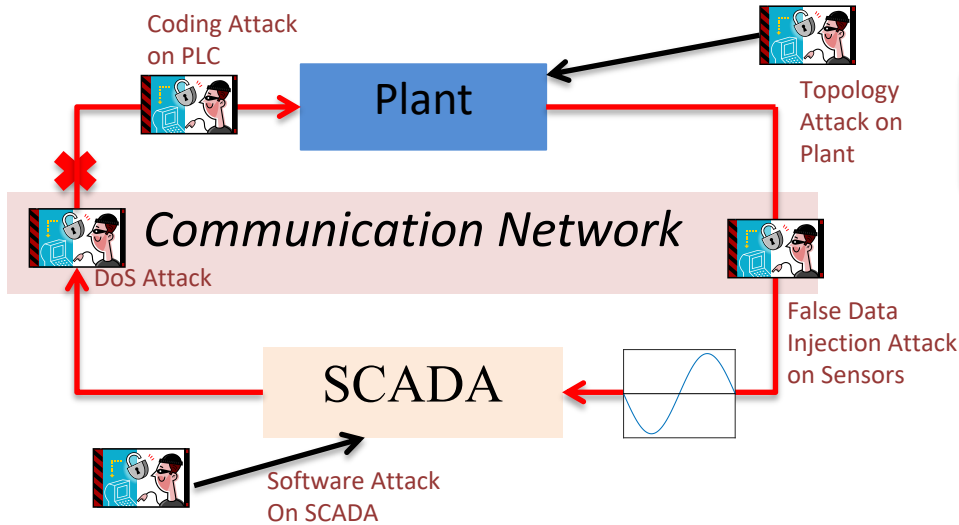 Coding Attack
on PLC
Plant
Topology
Attack on
Plant
Communication Network
DoS Attack
False Data
Injection Attack
on Sensors
SCADA
Software Attack
On SCADA